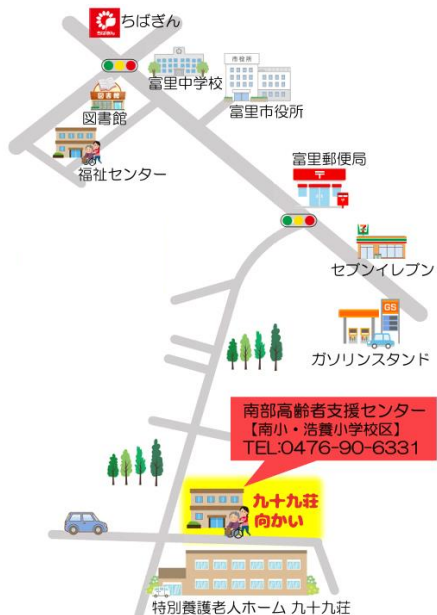 ちばぎん
富里中学校
市役所
富里市役所
図書館
福祉センター
富里郵便局
〒
7
セブンイレブン
GS
ガソリンスタンド
南部高齢者支援センター
【南小・浩養小学校区】
TEL:0476-90-6331
九十九荘
向かい
特別養護老人ホーム 九十九荘